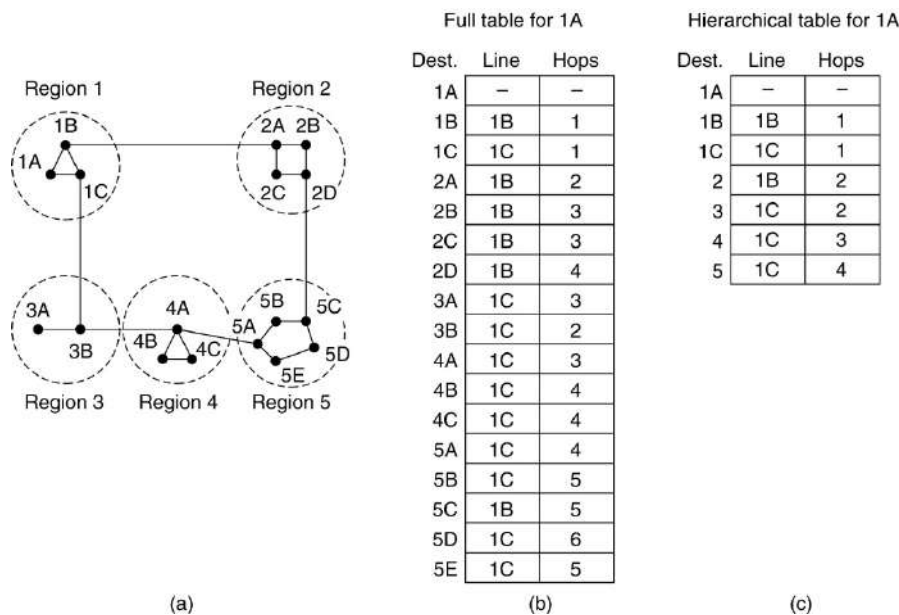 Full table for 1A
Hierarchical table for 1A
Dest. Line Hops
Dest. Line Hops
Region 1
Region 2
1B
1A
1C
2A 2B
2C 2D
3A
3B
4A
4B 4C
5B 5C
5A
5D
5E
Region 3 Region 4 Region 5
1A – –
1B 1B 1
1C 1C 1
2A 1B 2
2B 1B 3
2C 1B 3
2D 1B 4
3A 1C 3
3B 1C 2
4A 1C 3
4B 1C 4
4C 1C 4
5A 1C 4
5B 1C 5
5C 1B 5
5D 1C 6
5E 1C 5
1A – –
1B 1B 1
1C 1C 1
2 1B 2
3 1C 2
4 1C 3
5 1C 4
(a)
(b)
(c)